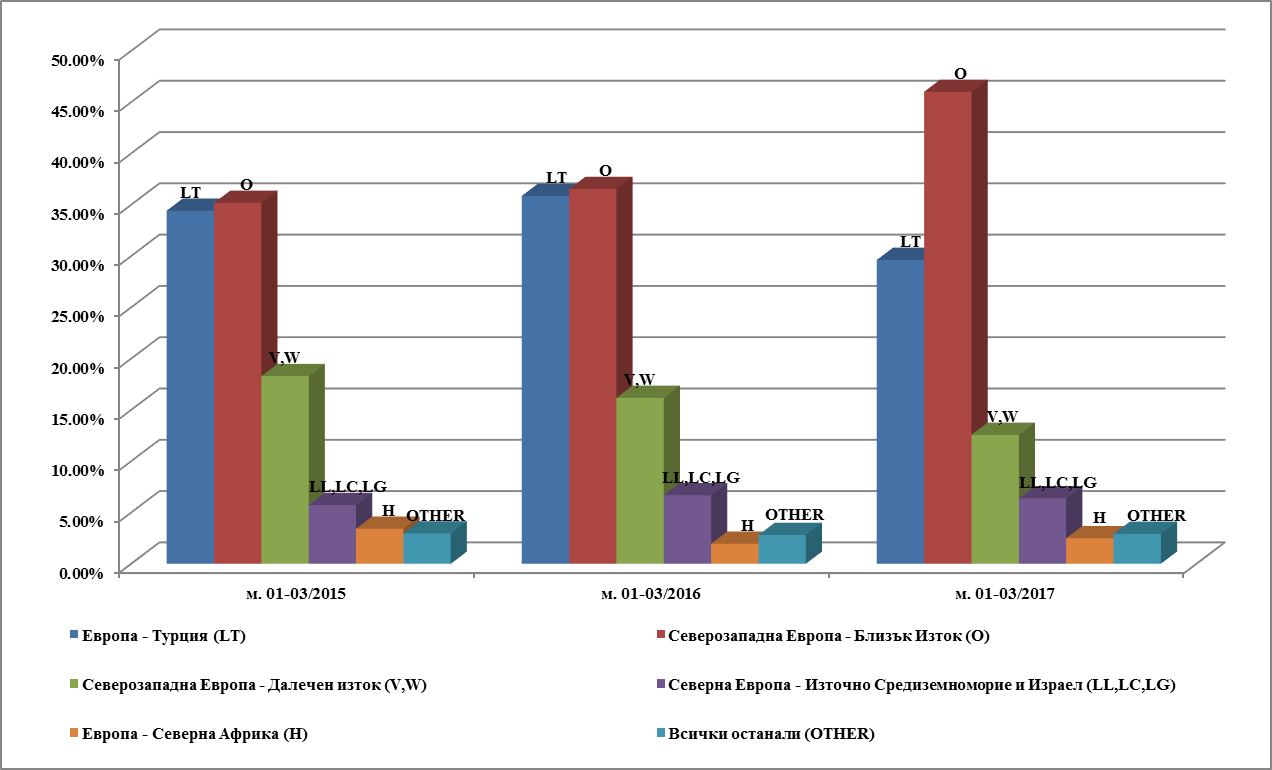 50.00%
45.00%
40.00%
35.00%
30.00%
25.00%
20.00%
15.00%
10.00%
5.00%
0.00%
LT
O
V,W
LL,LC,LG
H
OTHER
LT
O
V,W
LL,LC,LG
H
OTHER
LT
O
V,W
LL,LC,LG
H
OTHER
м. 01-03/2015
м. 01-03/2016
м. 01-03/2017
Европа - Турция (LT)
Северозападна Европа - Близък Изток (O)
Северозападна Европа - Далечен изток (V,W)
Северна Европа - Източно Средиземноморие и Израел (LL,LC,LG)
Европа - Северна Африка (H)
Всички останали (OTHER)